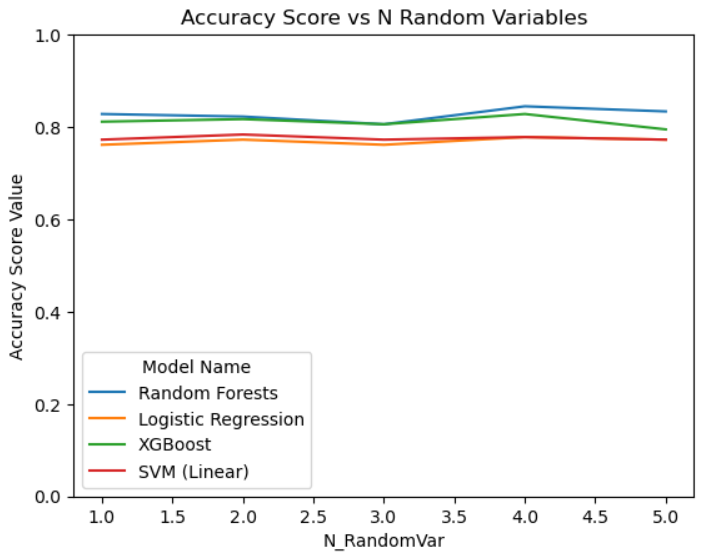 Accuracy Score vs N Random Variables
Accuracy Score Value
1.0
0.8
0.6
0.4
0.2
0.0
Model Name
Random Forests
Logistic Regression
XGBoost
SVM (Linear)
1.0 1.5 2.0 2.5 3.0 3.5 4.0 4.5 5.0
N_RandomVar